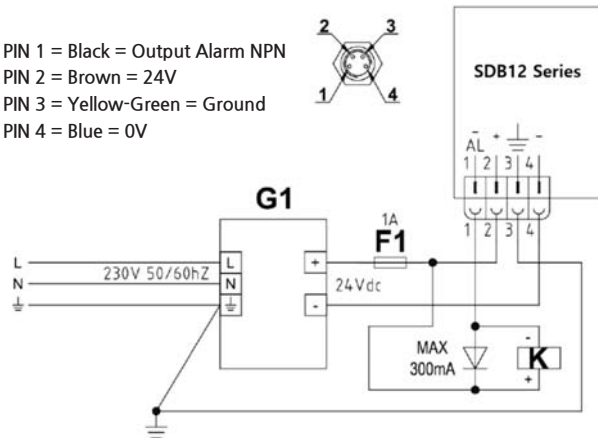 PIN 1 = Black = Output Alarm NPN
PIN 2 = Brown = 24V
PIN 3 = Yellow-Green = Ground
PIN 4 = Blue = 0V
2 3
1 4
SDB12 Series
- + -
AL
1 2 3 4
1 2 3 4
G1
1A
F1
L
N
230V 50/60hZ
L
N
+
-
24Vdc
MAX
300mA
-
K
+